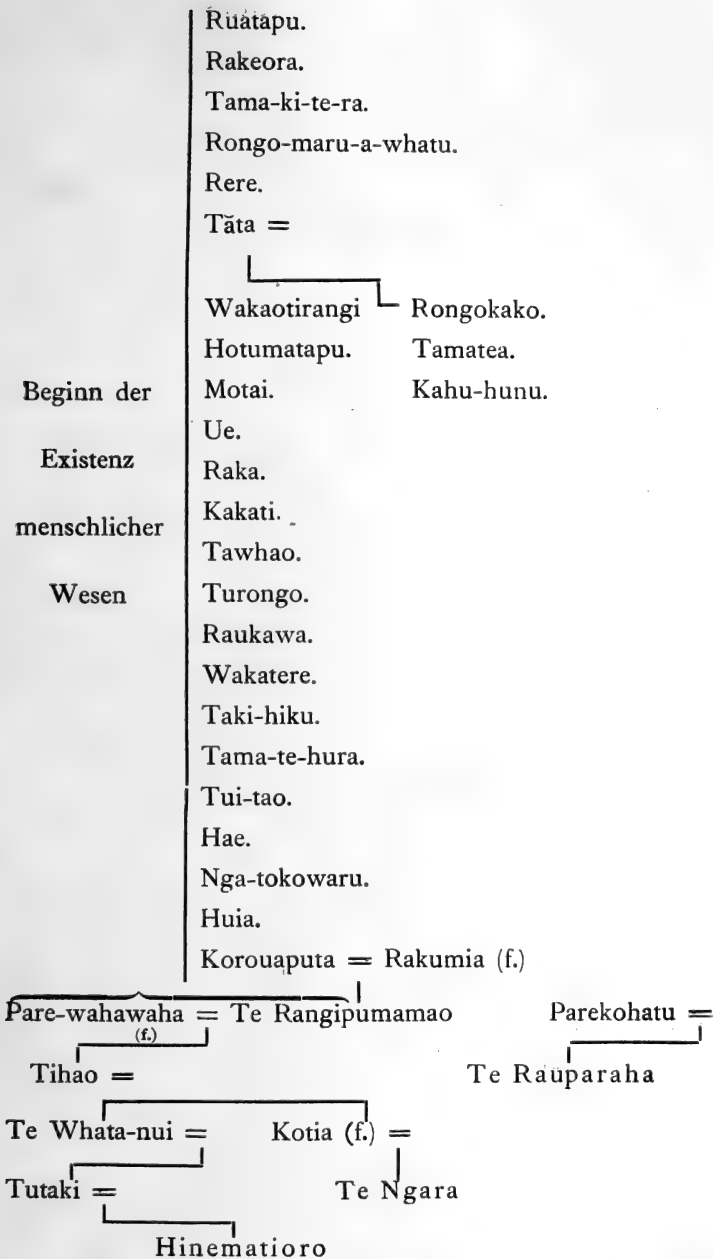 Ruatapu.
Rakeora.
Tama-ki-te-ra.
Rongo-maru-a-whatu.
Rere.
Tăta =
Wakaotirangi Rongokako.
Hotumatapu. Tamatea.
Beginn der Motai. Kahu-hunu.
Ue.
Existenz Raka.
menschlicher Kakati.
Tawhao.
Wesen Turongo.
Raukawa.
Wakatere.
Taki-hiku.
Tama-te-hura.
Tui-tao.
Hae.
Nga-tokowaru.
Huia.
Korouaputa = Rakumia (f.)
Pare-wahawaha = Te Rangipumamao Parekohatu =
(f.)
Tihao = Te Rauparaha
Te Whata-nui = Kotia (f.) =
Tutaki = Te Ngara
Hinematioro